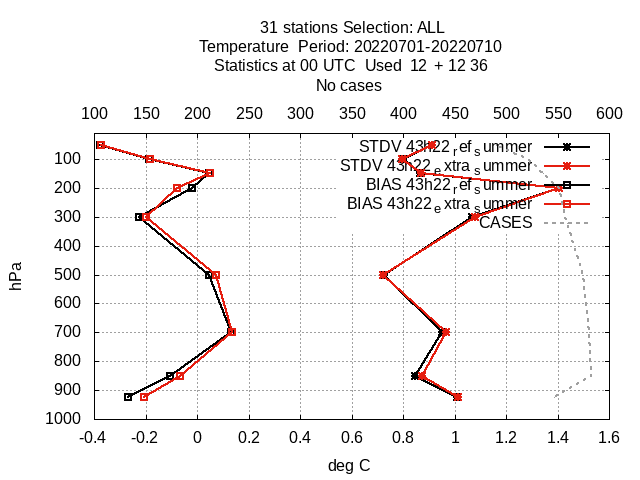 31 stations Selection: ALL
Temperature  Period: 20220701-20220710
Statistics at 00 UTC  Used  12 + 12 36
No cases
100 150 200 250 300 350 400 450 500 550 600
STDV 43h22_ref_summer
STDV 43h22_extra_summer
BIAS 43h22_ref_summer
BIAS 43h22_extra_summer
CASES
100
200
300
400
500
600
700
800
900
1000
hPa
-0.4 -0.2 0 0.2 0.4 0.6 0.8 1 1.2 1.4 1.6
deg C